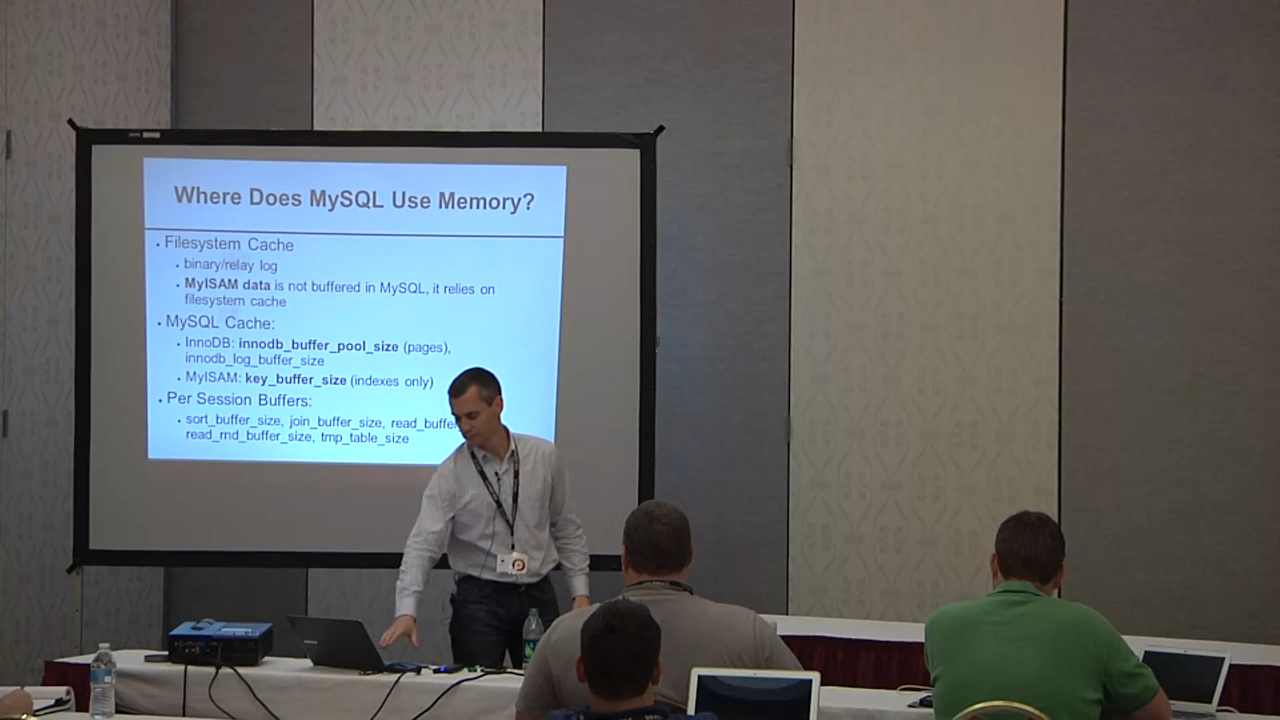 Where Does MySQL Use Memory?
• Filesystem Cache
• binary/relay log
• MyISAM data is not buffered in MySQL, it relies on
filesystem cache
• MySQL Cache:
• InnoDB: innodb_buffer_pool_size (pages),
innodb_log_buffer_size
• MyISAM: key_buffer_size (indexes only)
• Per Session Buffers:
• sort_buffer_size, join_buffer_size,
read_rnd_buffer_size, tmp_table_size